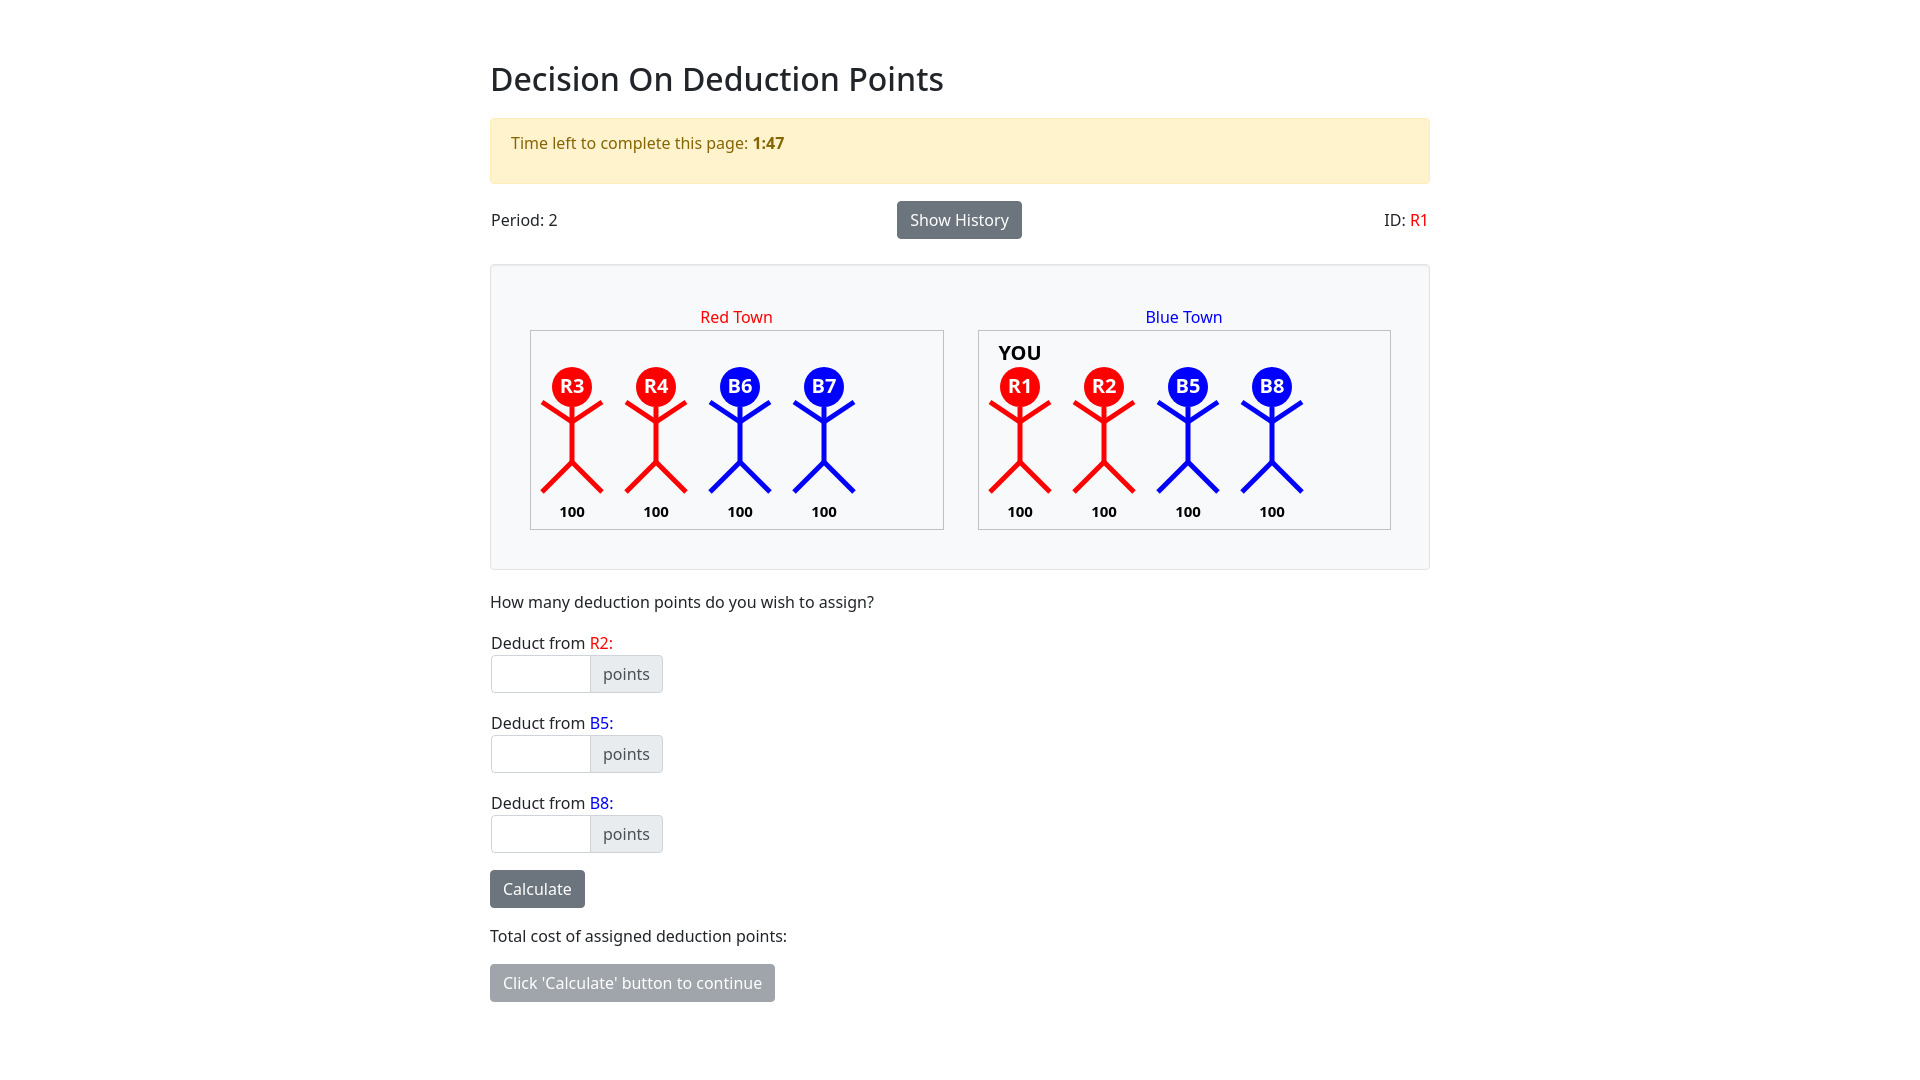 Decision On Deduction Points
Time left to complete this page: 1:47
Period: 2
Show History
ID: R1
Red Town
Blue Town
YOU
R3 R4 B6 B7
R1 R2 B5 B8
100 100 100 100
100 100 100 100
How many deduction points do you wish to assign?
Deduct from R2:
points
Deduct from B5:
points
Deduct from B8:
points
Calculate
Total cost of assigned deduction points:
Click 'Calculate' button to continue